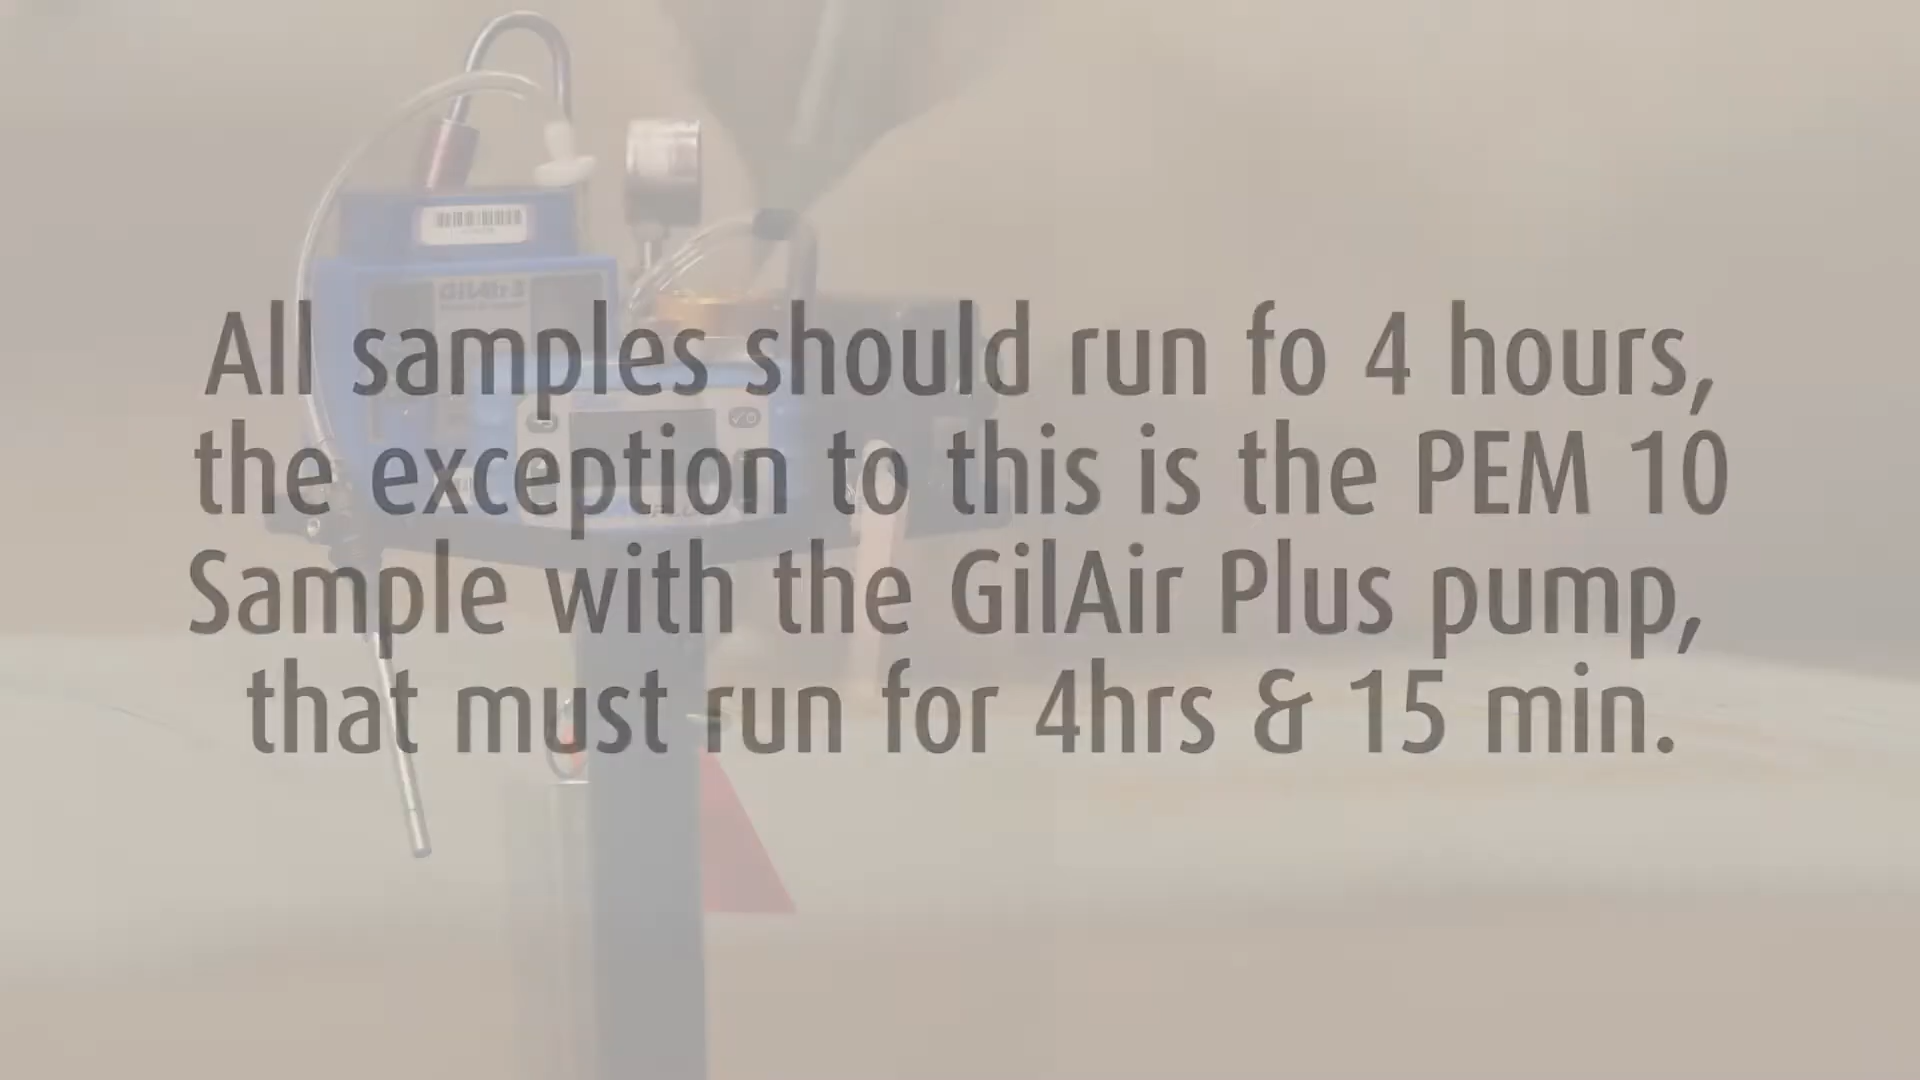 All samples should run fo 4 hours,
the exception to this is the PEM 10
Sample with the GilAir Plus pump,
that must run for 4hrs & 15 min.